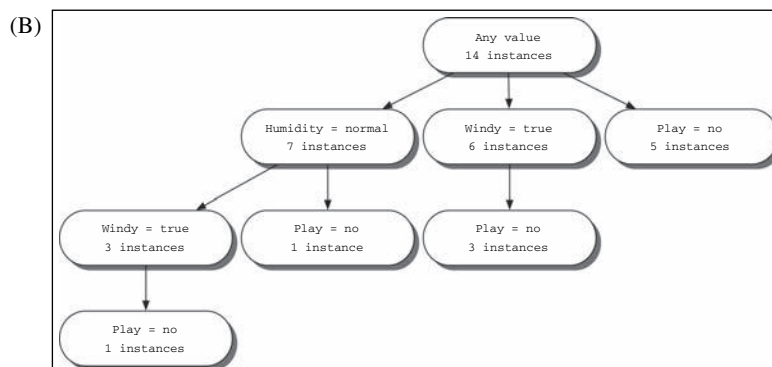 (B)
Any value
14 instances
Humidity = normal
7 instances
Windy = true
6 instances
Play = no
5 instances
Windy = true
3 instances
Play = no
1 instance
Play = no
3 instances
Play = no
1 instances